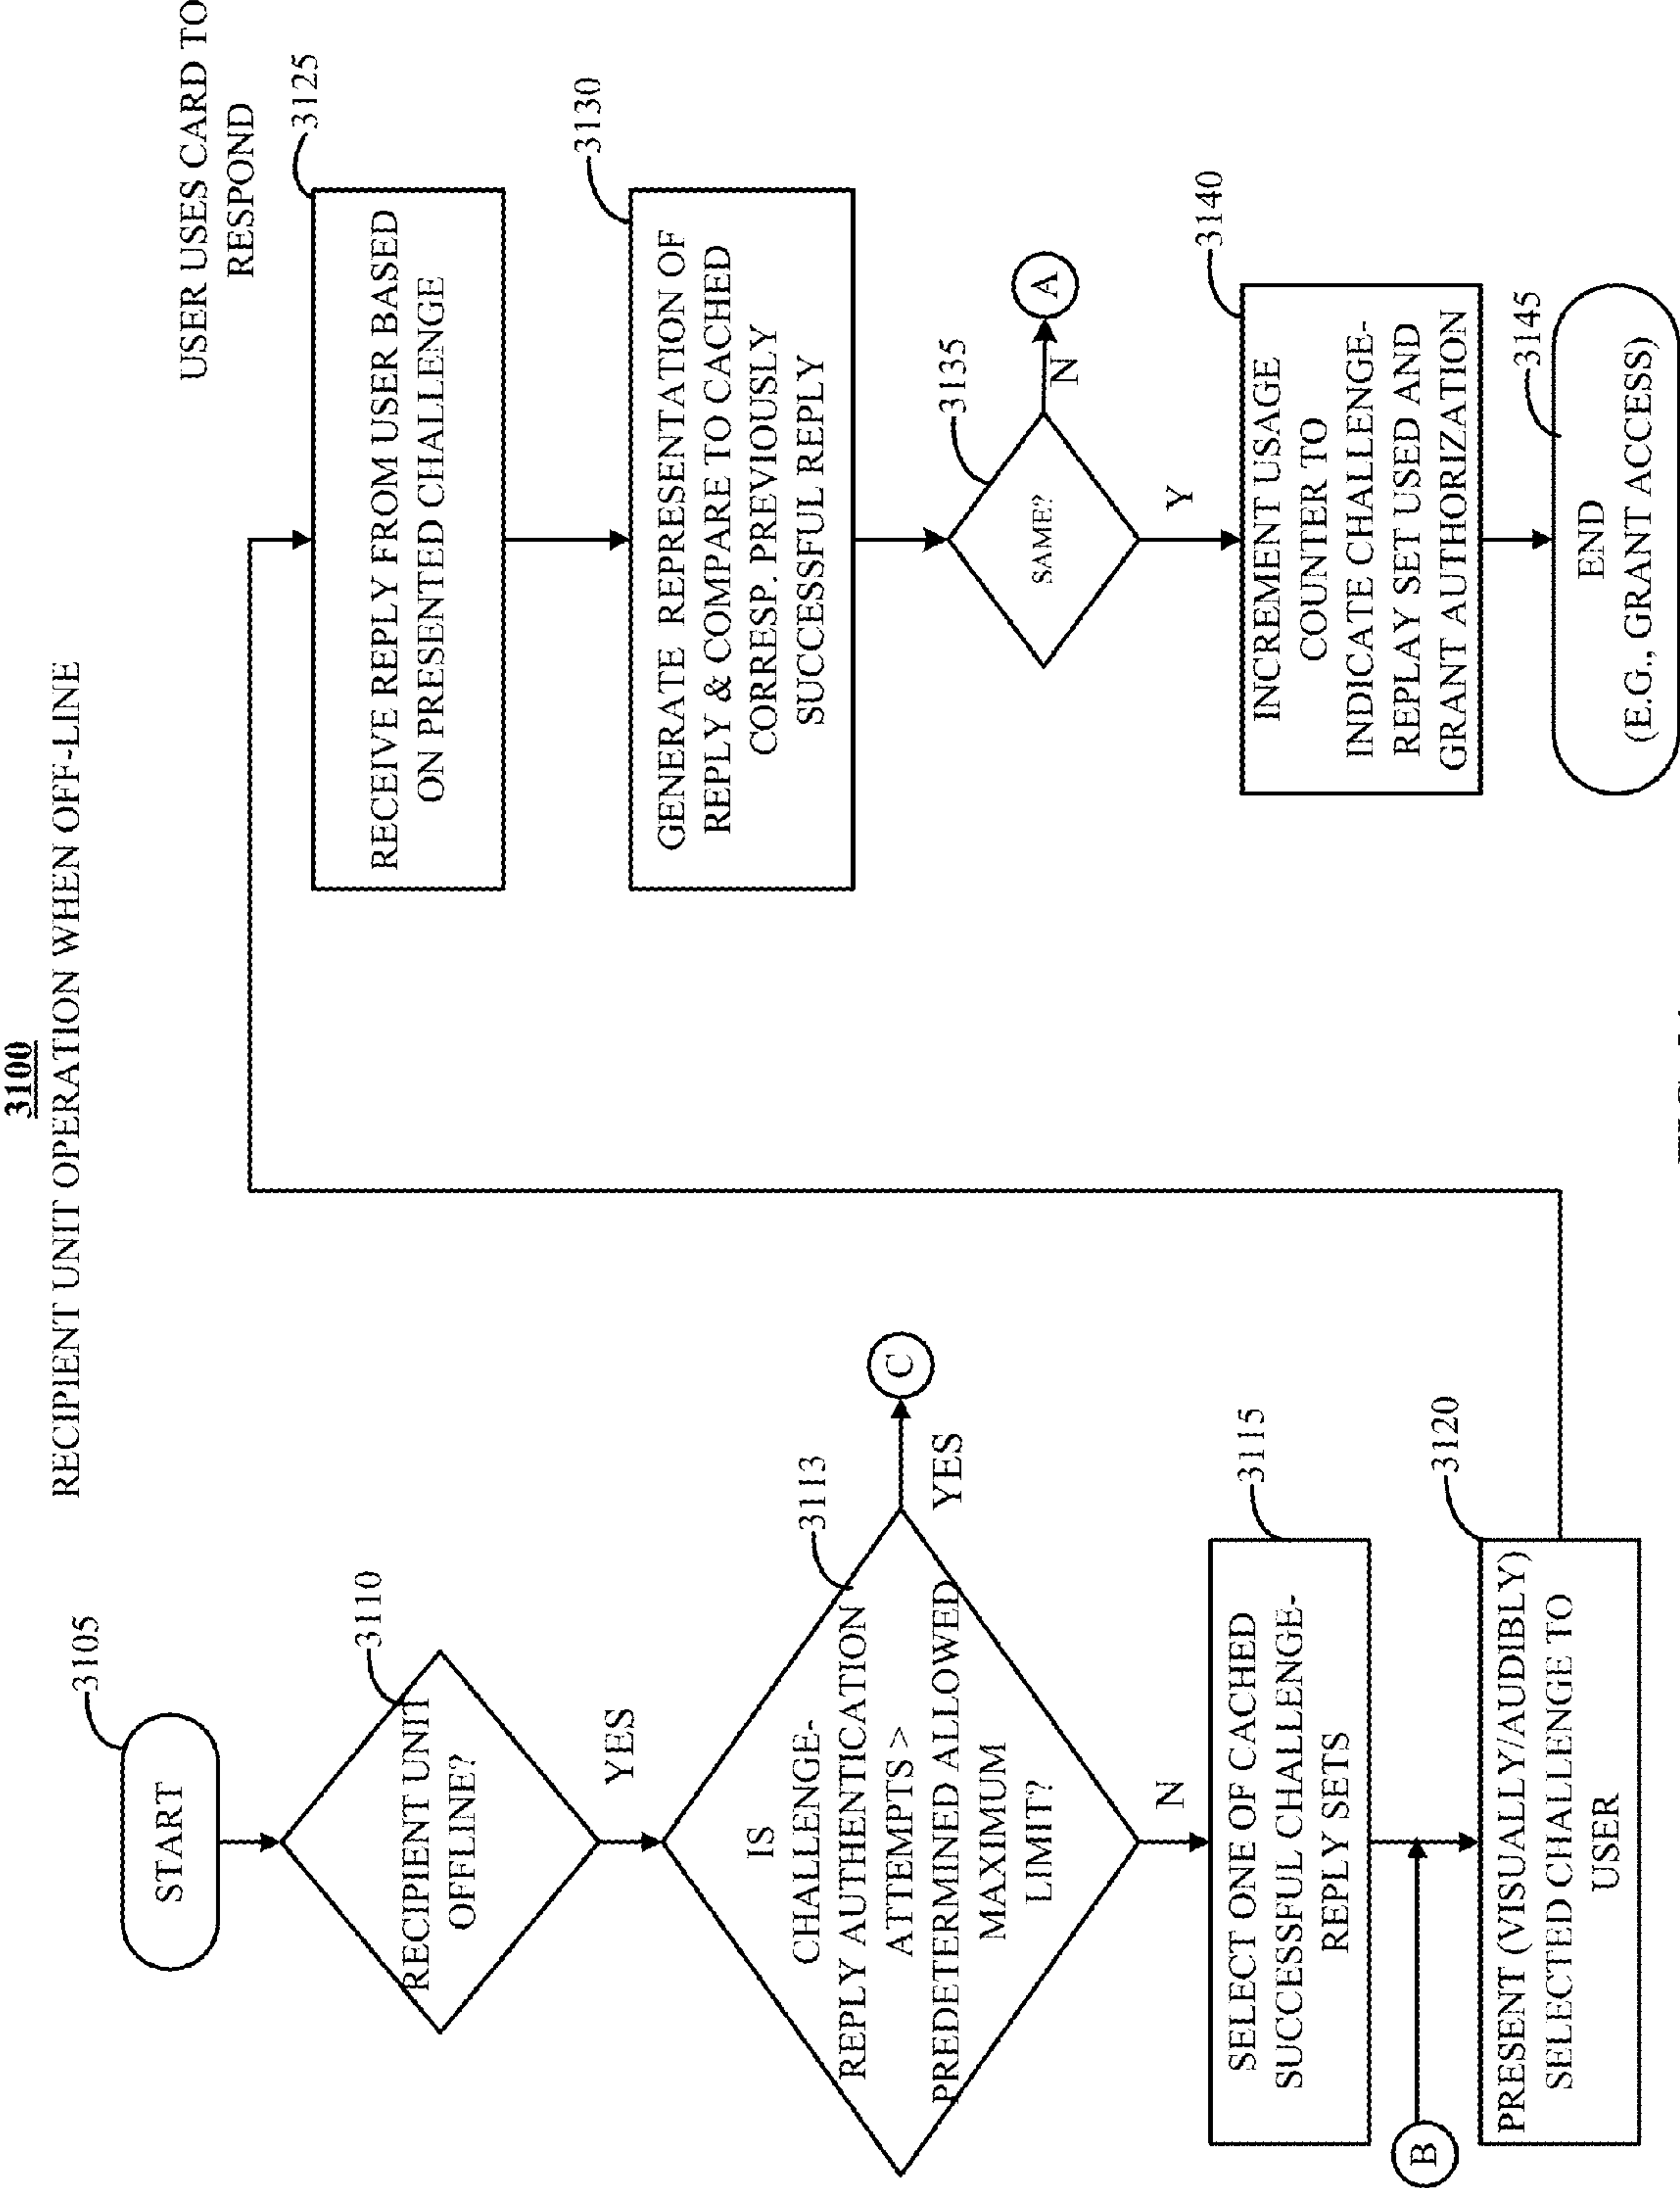 3100
RECIPIENT UNIT OPERATION WHEN OFF-LINE
START
3105
RECIPIENT UNIT
OFFLINE?
3110
YES
IS
CHALLENGE-
REPLY AUTHENTICATION
ATTEMPTS >
PREDETERMINED ALLOWED
MAXIMUM
LIMIT?
3113
YES
C
N
SELECT ONE OF CACHED
SUCCESSFUL CHALLENGE-
REPLY SETS
3115
B
PRESENT (VISUALLY/AUDIBLY)
SELECTED CHALLENGE TO
USER
3120
USER USES CARD TO
RESPOND
3125
RECEIVE REPLY FROM USER BASED
ON PRESENTED CHALLENGE
3130
GENERATE REPRESENTATION OF
REPLY & COMPARE TO CACHED
CORRESP. PREVIOUSLY
SUCCESSFUL REPLY
3135
SAME?
N
A
Y
3140
INCREMENT USAGE
COUNTER TO
INDICATE CHALLENGE-
REPLAY SET USED AND
GRANT AUTHORIZATION
3145
END
(E.G., GRANT ACCESS)